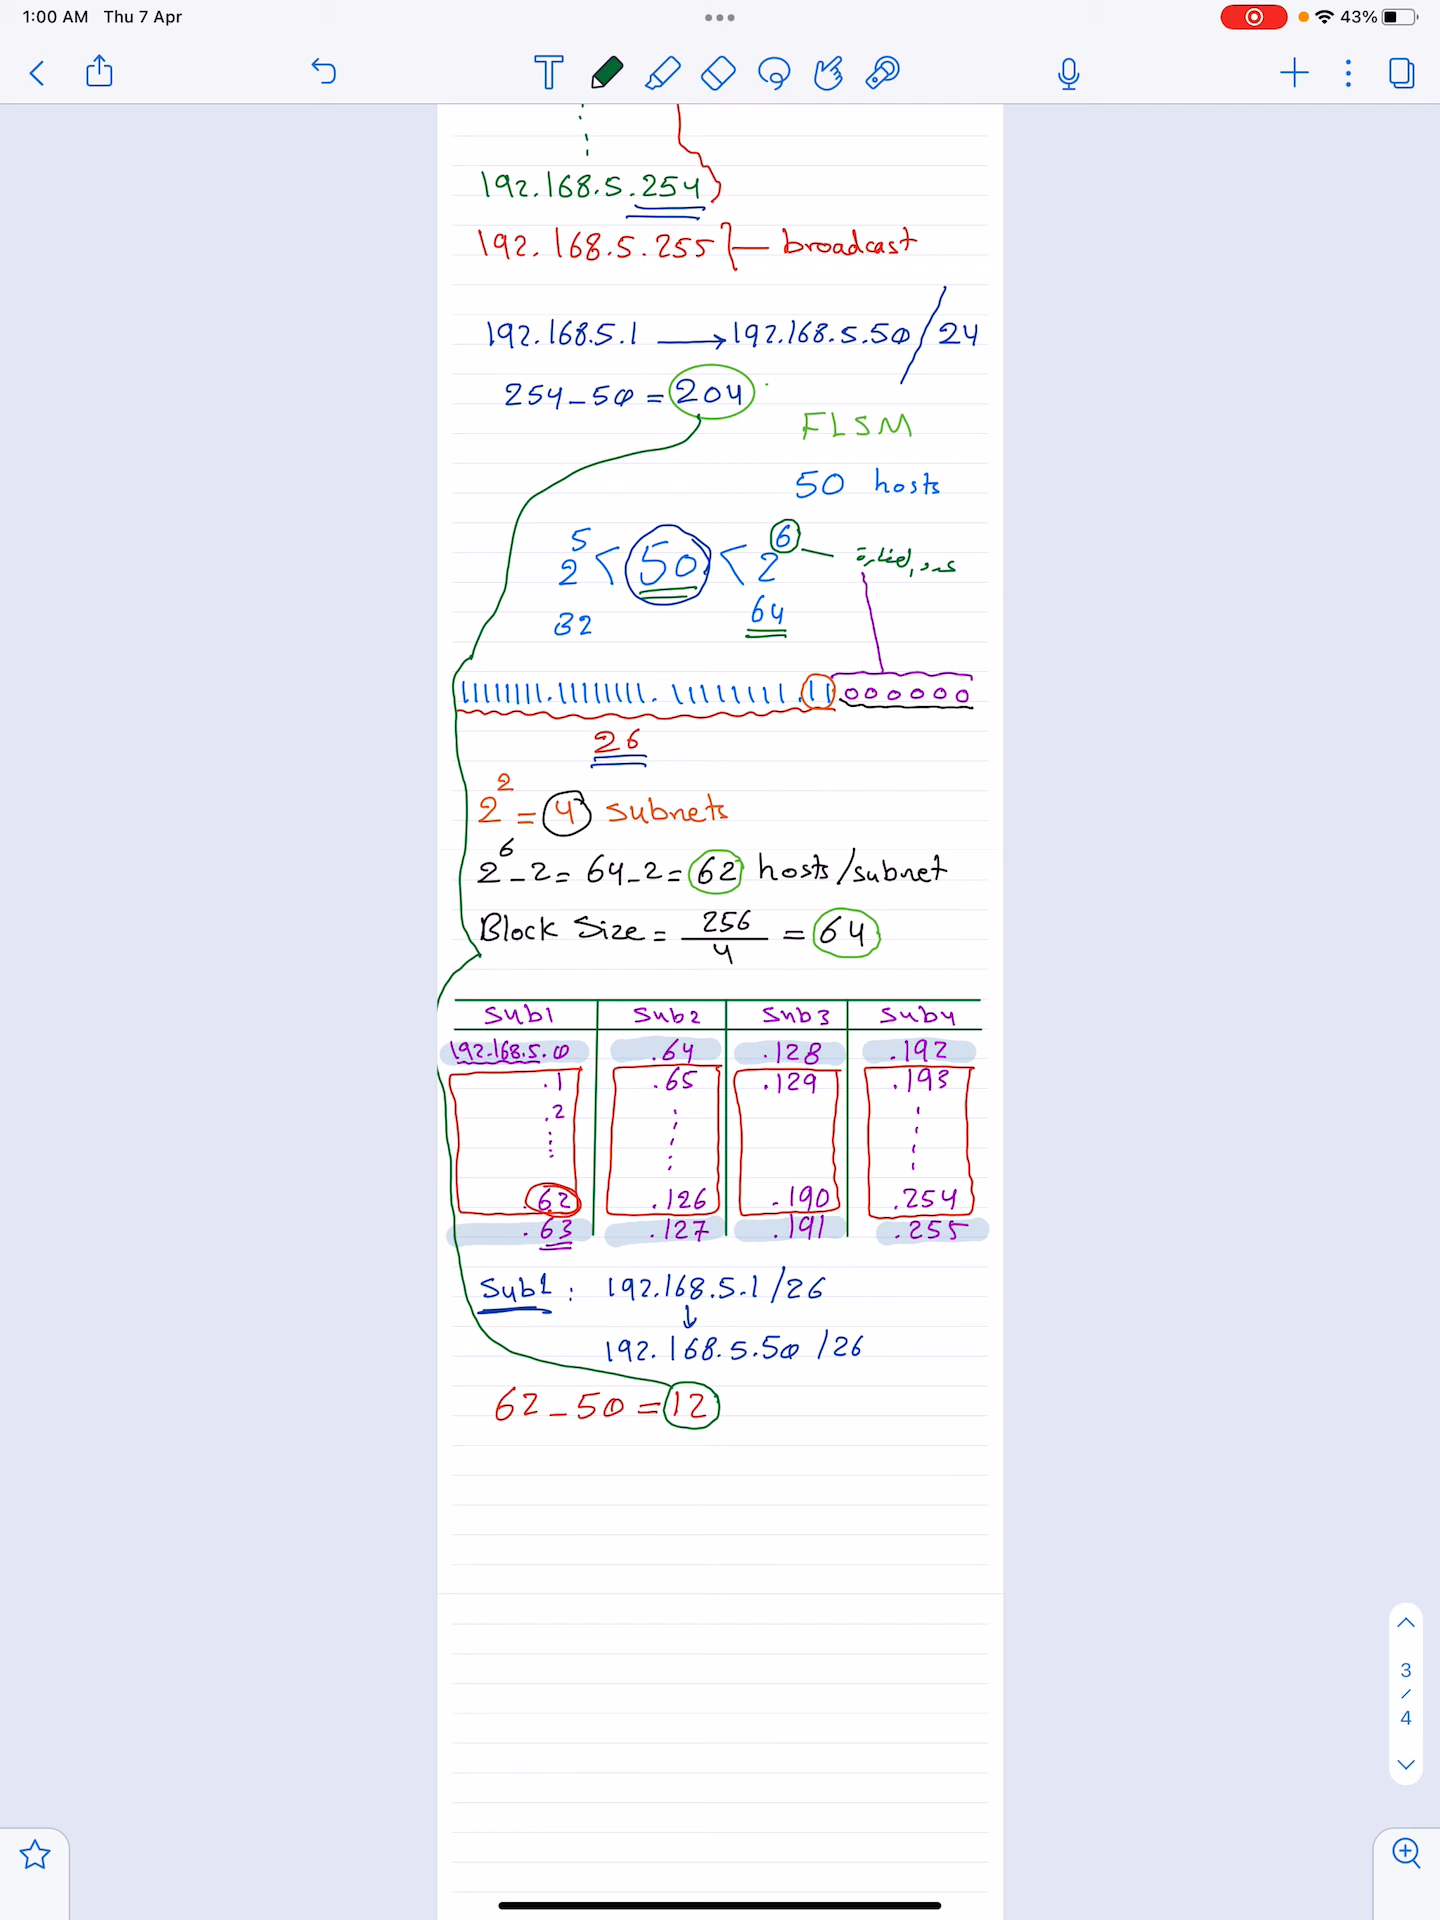 1:00 AM Thu 7 Apr
43%
192.168.5.254
192.168.5.255 broadcast
192.168.5.1 → 192.168.5.50 / 24
254 - 50 = 204
FLSM
50 hosts
2^5 < 50 < 2^6 عدد اصفارة
32 64
11111111.11111111.11111111.11.000000
26
2^2 = 4 subnets
2^6 - 2 = 64 - 2 = 62 hosts/subnet
Block Size = 256/4 = 64
Sub1 Sub2 Sub3 Sub4
192.168.5.0 .64 .128 .192
.1 .65 .129 .193
.2
.62 .126 .190 .254
.63 .127 .191 .255
Sub1 : 192.168.5.1 /26
↓
192.168.5.50 /26
62 - 50 = 12
3
/
4